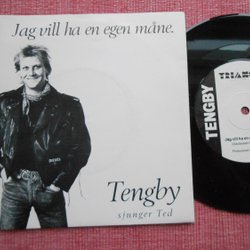 Jag vill ha en egen måne.
Tengby
sjunger Ted
TENGBY